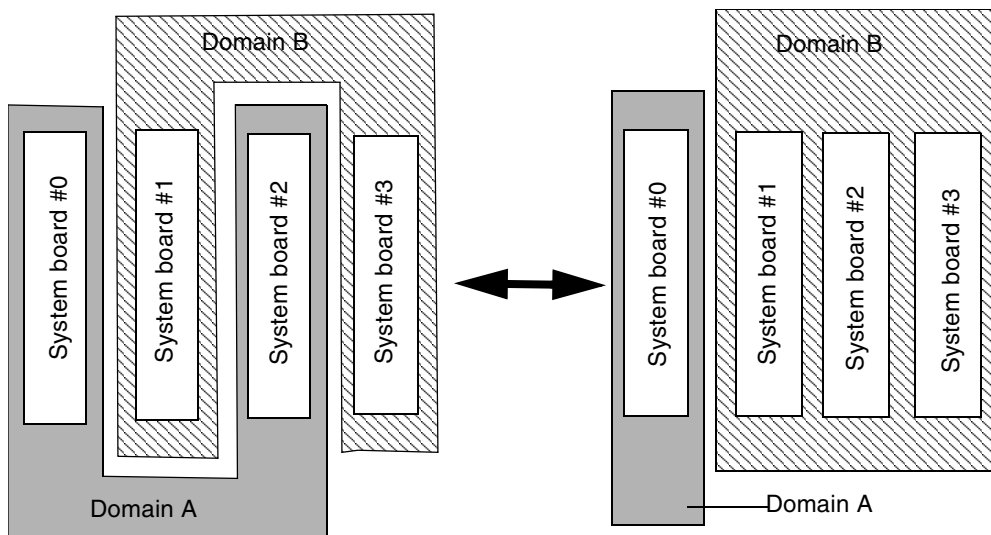 Domain B
System board #0
System board #1
System board #2
System board #3
Domain A
Domain B
System board #0
System board #1
System board #2
System board #3
Domain A